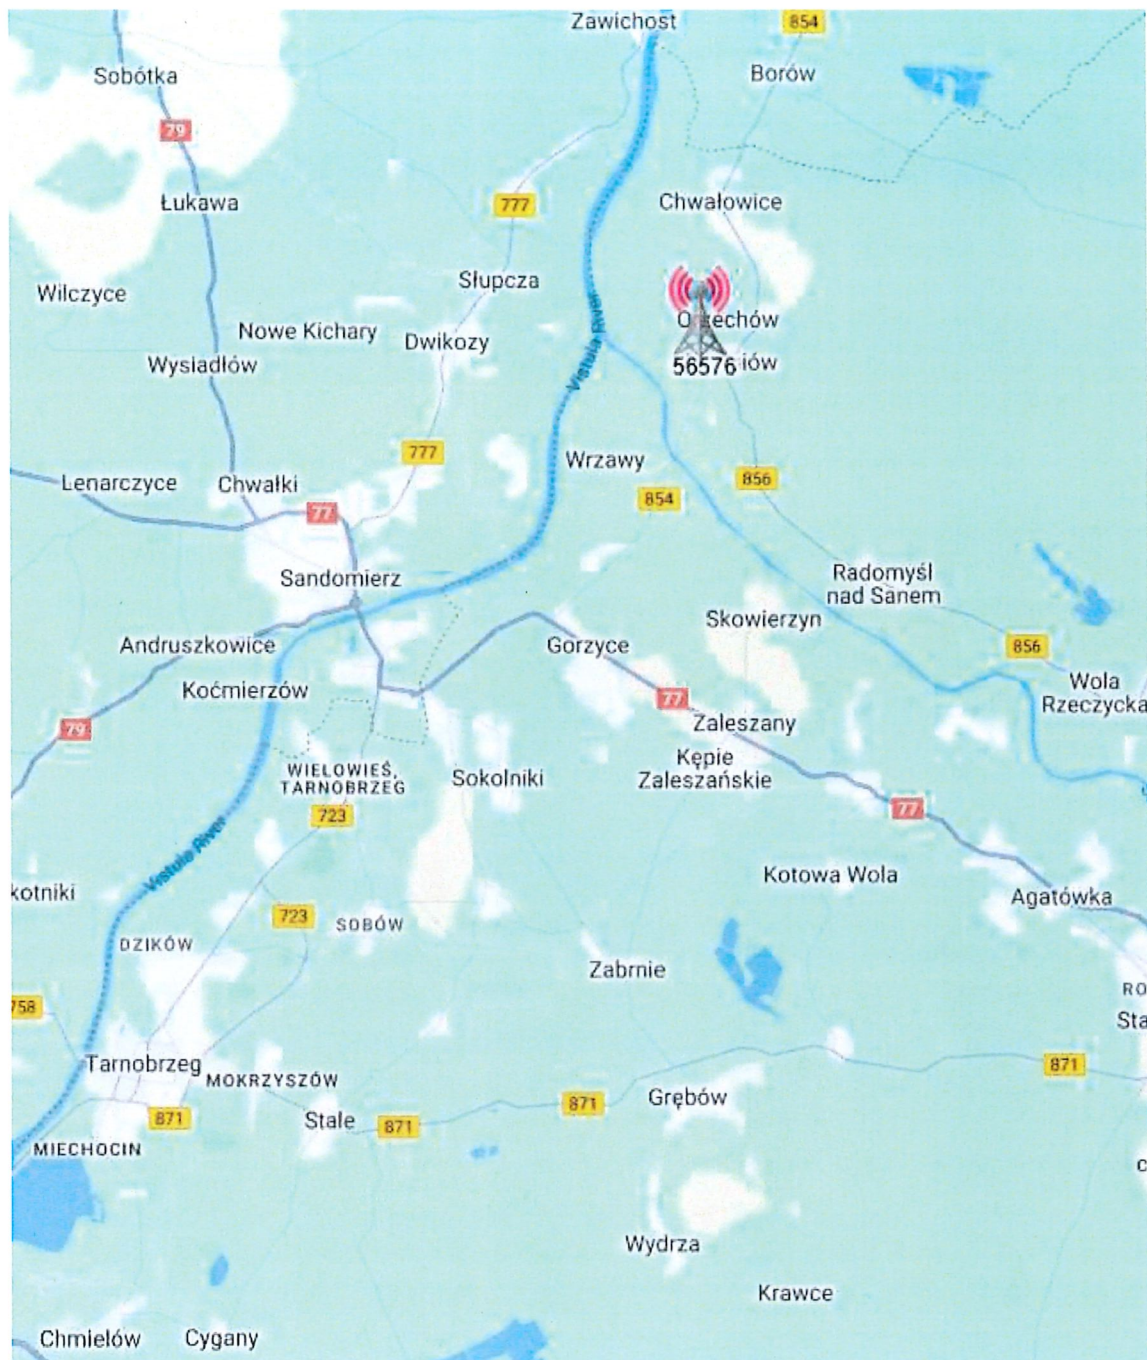 Zawichost
854
Sobótka
Borów
79
Łukawa
777
Chwałowice
Wilczyce
Słupcza
Nowe Kichary
Dwikozy
Wysiadłów
Vistula River
56576
777
Wrzawy
Lenarczyce
Chwałki
856
854
77
Sandomierz
Radomyśl
nad Sanem
Skowierzyn
Andruszkowice
Gorzyce
856
Koćmierzów
Wola
Rzeczycka
77
79
Zaleszany
Kępie
Zaleszańskie
WIELOWIEŚ,
TARNOBRZEG
Sokolniki
723
77
Vistula River
kotniki
Kotowa Wola
Agatówka
723
SOBÓW
DZIKÓW
Zabrnie
RO
758
Sta
Tarnobrzeg
MOKRZYSZÓW
871
871
Grębów
871
Stale
871
MIECHOCIN
Wydrza
Krawce
Chmielów
Cygany